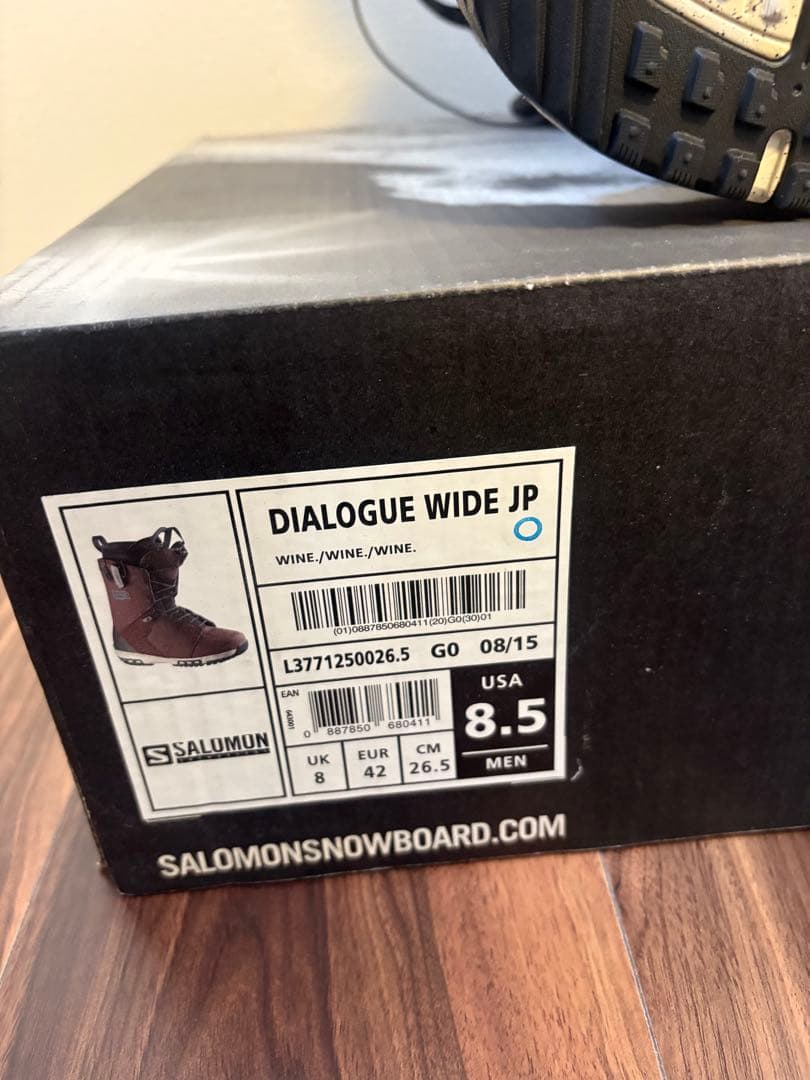 DIALOGUE WIDE JP
WINE./WINE./WINE.
(01)0887850680411(20)G0(30)01
L3771250026.5 G0 08/15
EAN
0 887850 680411
USA
8.5
MEN
UK
8
EUR
42
CM
26.5
SALOMON
SALOMONSNOWBOARD.COM